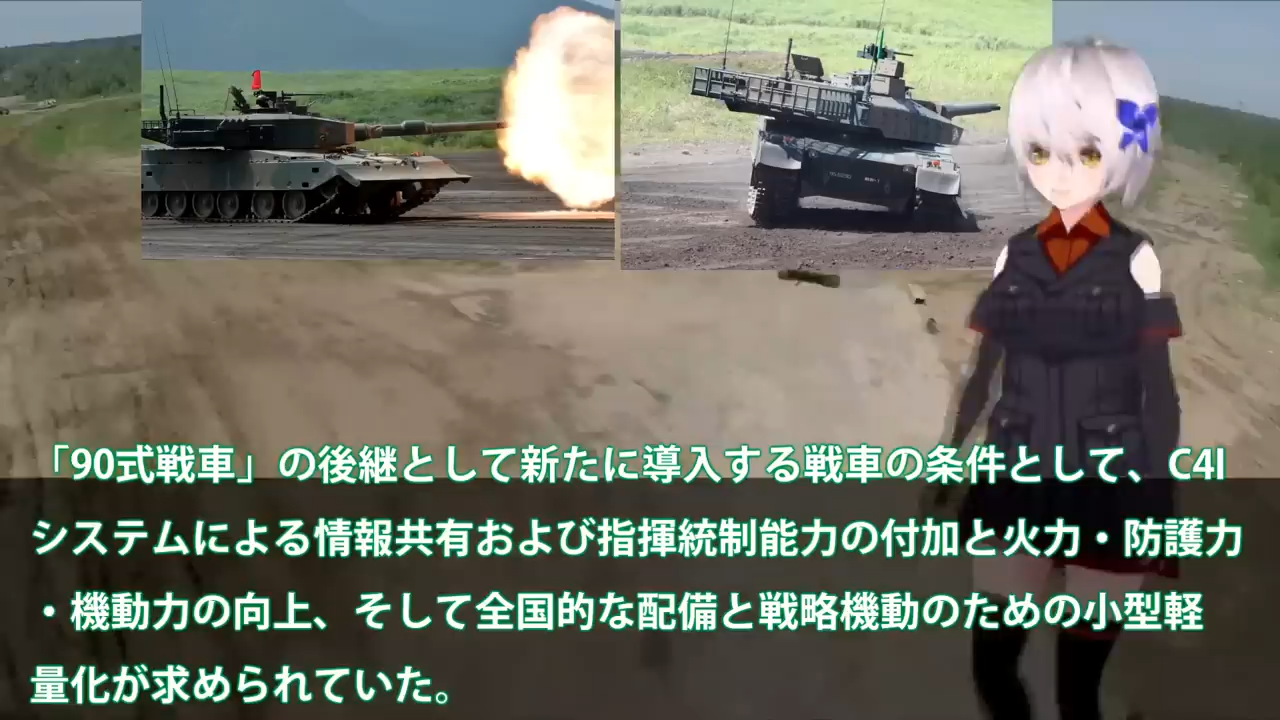 「90式戦車」の後継として新たに導入する戦車の条件として、C4I
システムによる情報共有および指揮統制能力の付加と火力・防護力
・機動力の向上、そして全国的な配備と戦略機動のための小型軽
量化が求められていた。